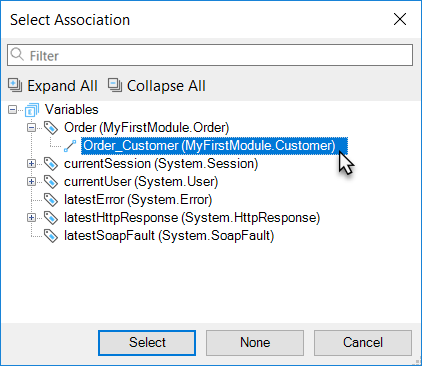 Select Association
Filter
Expand All Collapse All
Variables
Order (MyFirstModule.Order)
Order_Customer (MyFirstModule.Customer)
currentSession (System.Session)
currentUser (System.User)
latestError (System.Error)
latestHttpResponse (System.HttpResponse)
latestSoapFault (System.SoapFault)
Select None Cancel